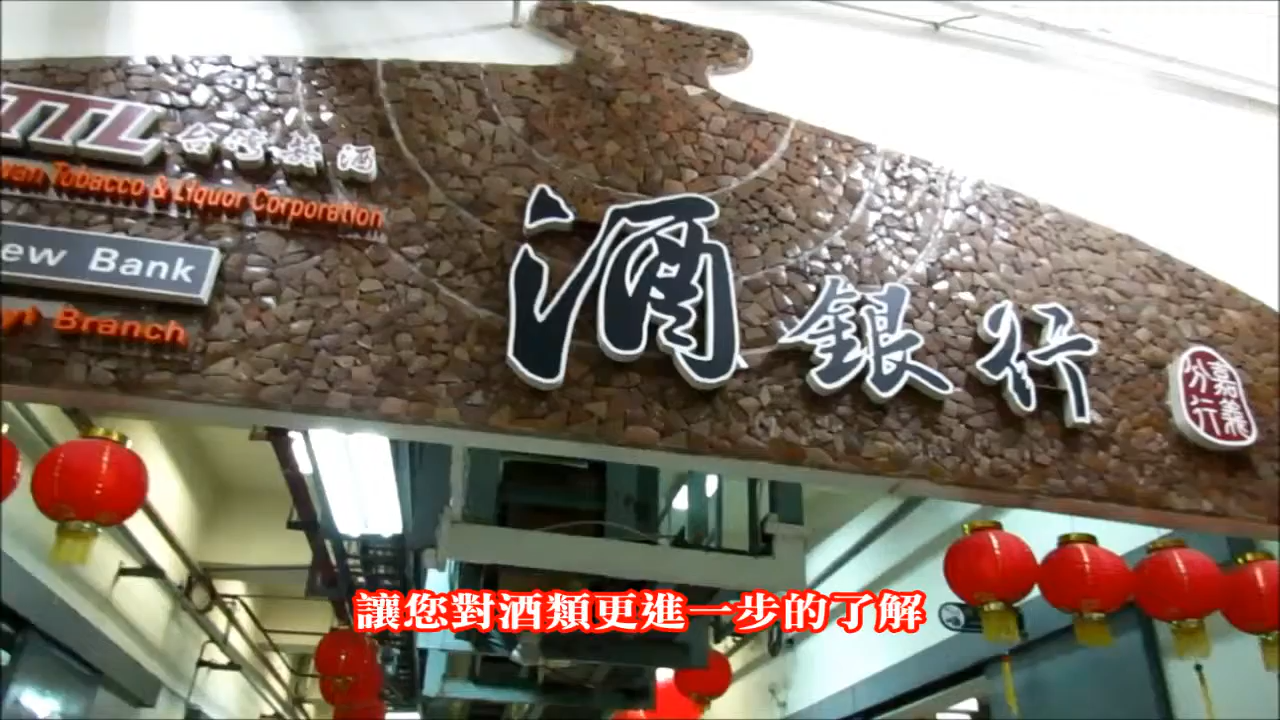 TTL 台灣菸酒
wan Tobacco & Liquor Corporation
ew Bank
Branch
酒銀行
嘉義
分行
讓您對酒類更進一步的了解